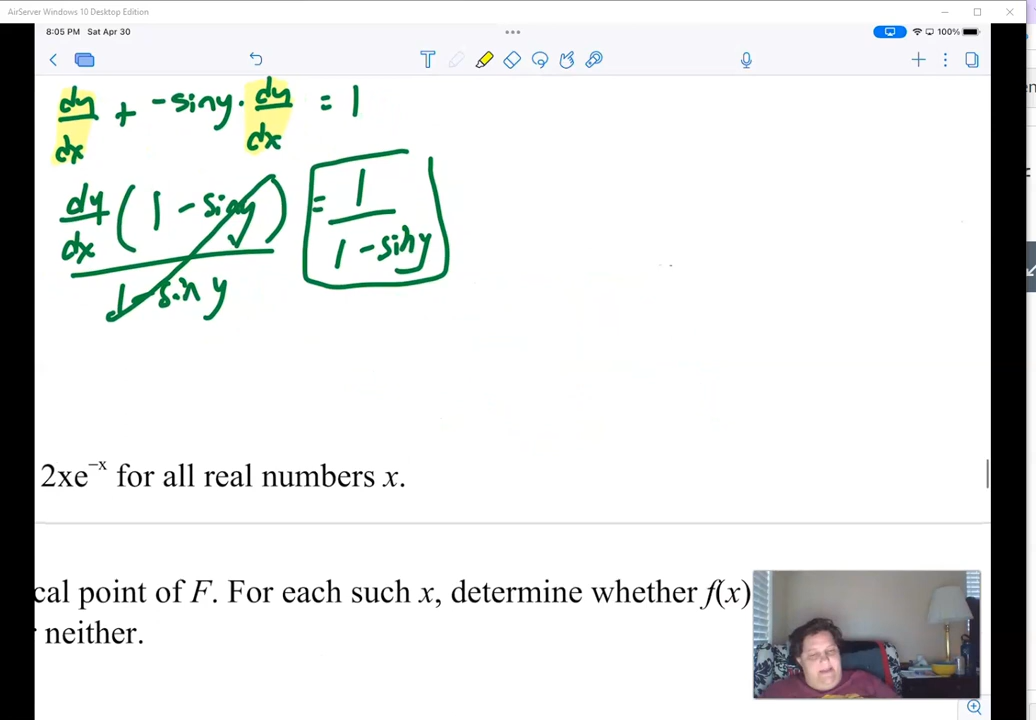 AirServer Windows 10 Desktop Edition
8:05 PM Sat Apr 30
100%
T
dy/dx + -siny · dy/dx = 1
dy/dx (1 - siny) / 1 - sin y = 1 / 1 - sin y
2xe⁻ˣ for all real numbers x.
cal point of F. For each such x, determine whether f(x)
neither.